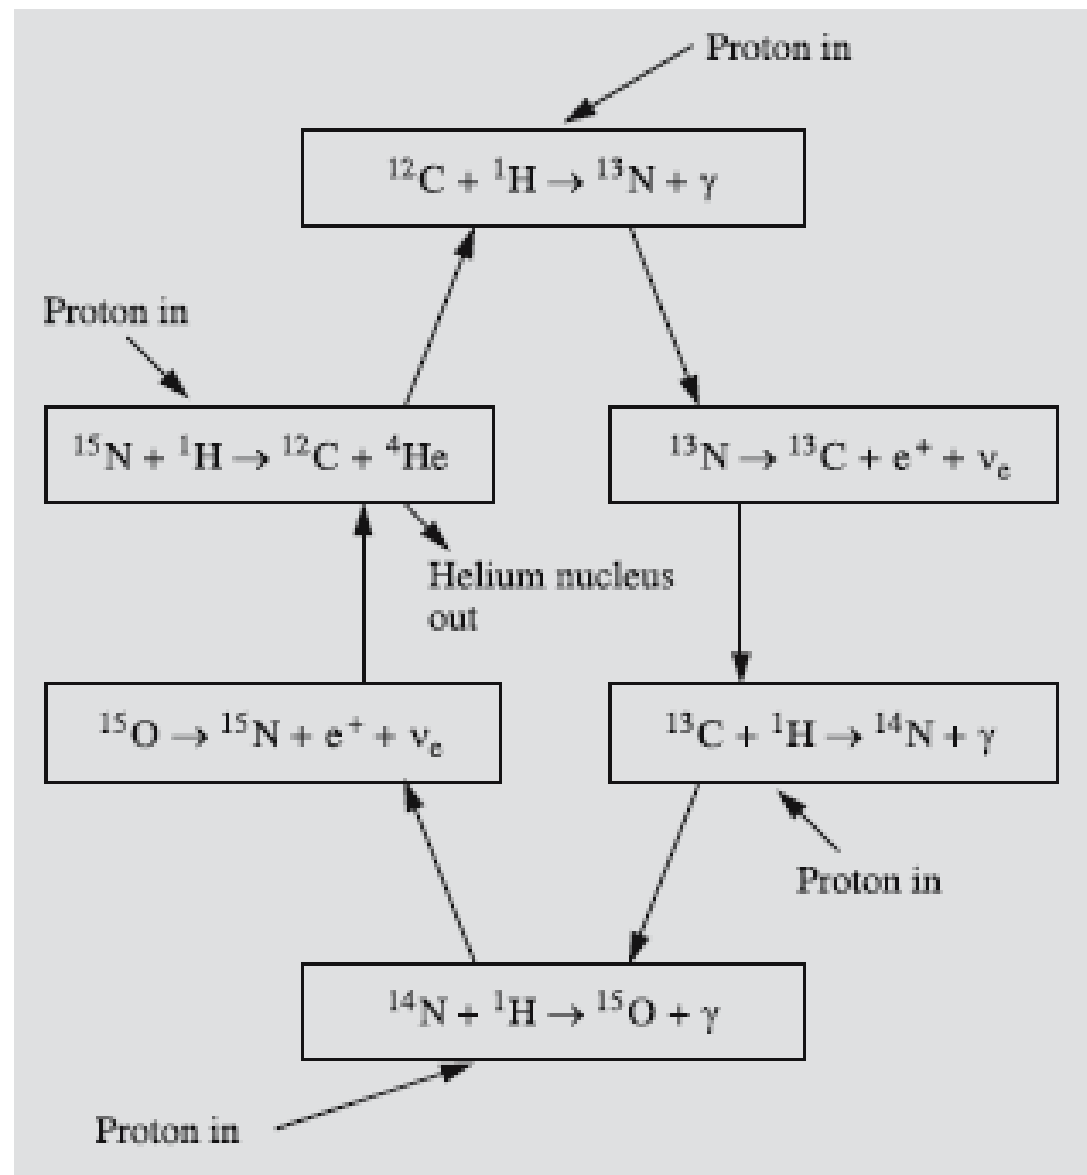 Proton in
¹²C + ¹H → ¹³N + γ
Proton in
¹⁵N + ¹H → ¹²C + ⁴He
¹³N → ¹³C + e⁺ + νₑ
Helium nucleus
out
¹⁵O → ¹⁵N + e⁺ + νₑ
¹³C + ¹H → ¹⁴N + γ
Proton in
¹⁴N + ¹H → ¹⁵O + γ
Proton in